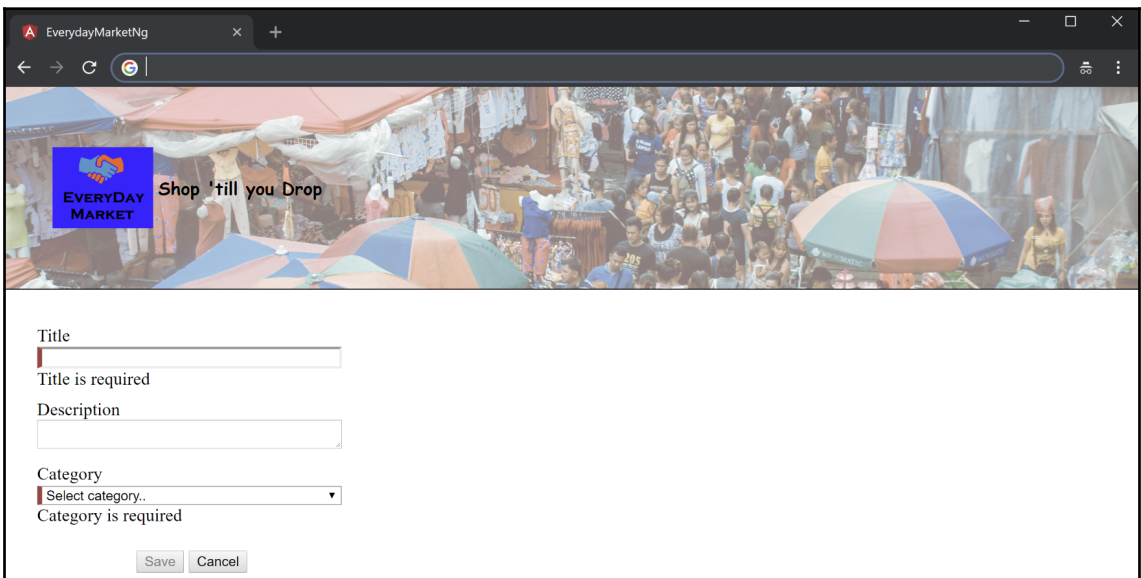 EverydayMarketNg
EVERYDAY
MARKET
Shop 'till you Drop
205
Title
Title is required
Description
Category
Select category..
Category is required
Save Cancel